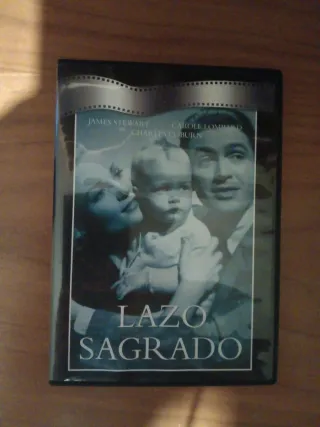 JAMES STEWART CAROLE LOMBARD
CHARLES COBURN
LAZO
SAGRADO